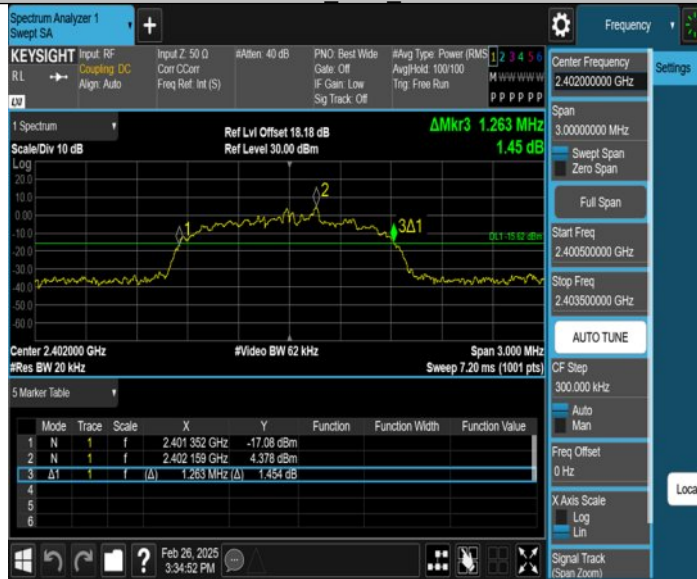 Spectrum Analyzer 1
Swept SA
+
Frequency
KEYSIGHT
RL
LXI
Input: RF
Coupling: DC
Align: Auto
Input Z: 50 Ω
Corr CCorr
Freq Ref: Int (S)
#Atten: 40 dB
PNO: Best Wide
Gate: Off
IF Gain: Low
Sig Track: Off
#Avg Type: Power (RMS
Avg|Hold: 100/100
Trig: Free Run
1 2 3 4 5 6
M W W W W W
P P P P P P
1 Spectrum
Scale/Div 10 dB
Ref Lvl Offset 18.18 dB
Ref Level 30.00 dBm
ΔMkr3 1.263 MHz
1.45 dB
Log
20.0
10.0
0.00
-10.0
-20.0
-30.0
-40.0
-50.0
-60.0
1
2
3Δ1
DL1 -15.62 dBm
Center 2.402000 GHz
#Video BW 62 kHz
Span 3.000 MHz
#Res BW 20 kHz
Sweep 7.20 ms (1001 pts)
5 Marker Table
Mode Trace Scale X Y Function Function Width Function Value
1 N 1 f 2.401 352 GHz -17.08 dBm
2 N 1 f 2.402 159 GHz 4.378 dBm
3 Δ1 1 f (Δ) 1.263 MHz (Δ) 1.454 dB
4
5
6
?
Feb 26, 2025
3:34:52 PM
Center Frequency
2.402000000 GHz
Span
3.00000000 MHz
Swept Span
Zero Span
Full Span
Start Freq
2.400500000 GHz
Stop Freq
2.403500000 GHz
AUTO TUNE
CF Step
300.000 kHz
Auto
Man
Freq Offset
0 Hz
X Axis Scale
Log
Lin
Signal Track
(Span Zoom)
Settings
Loca